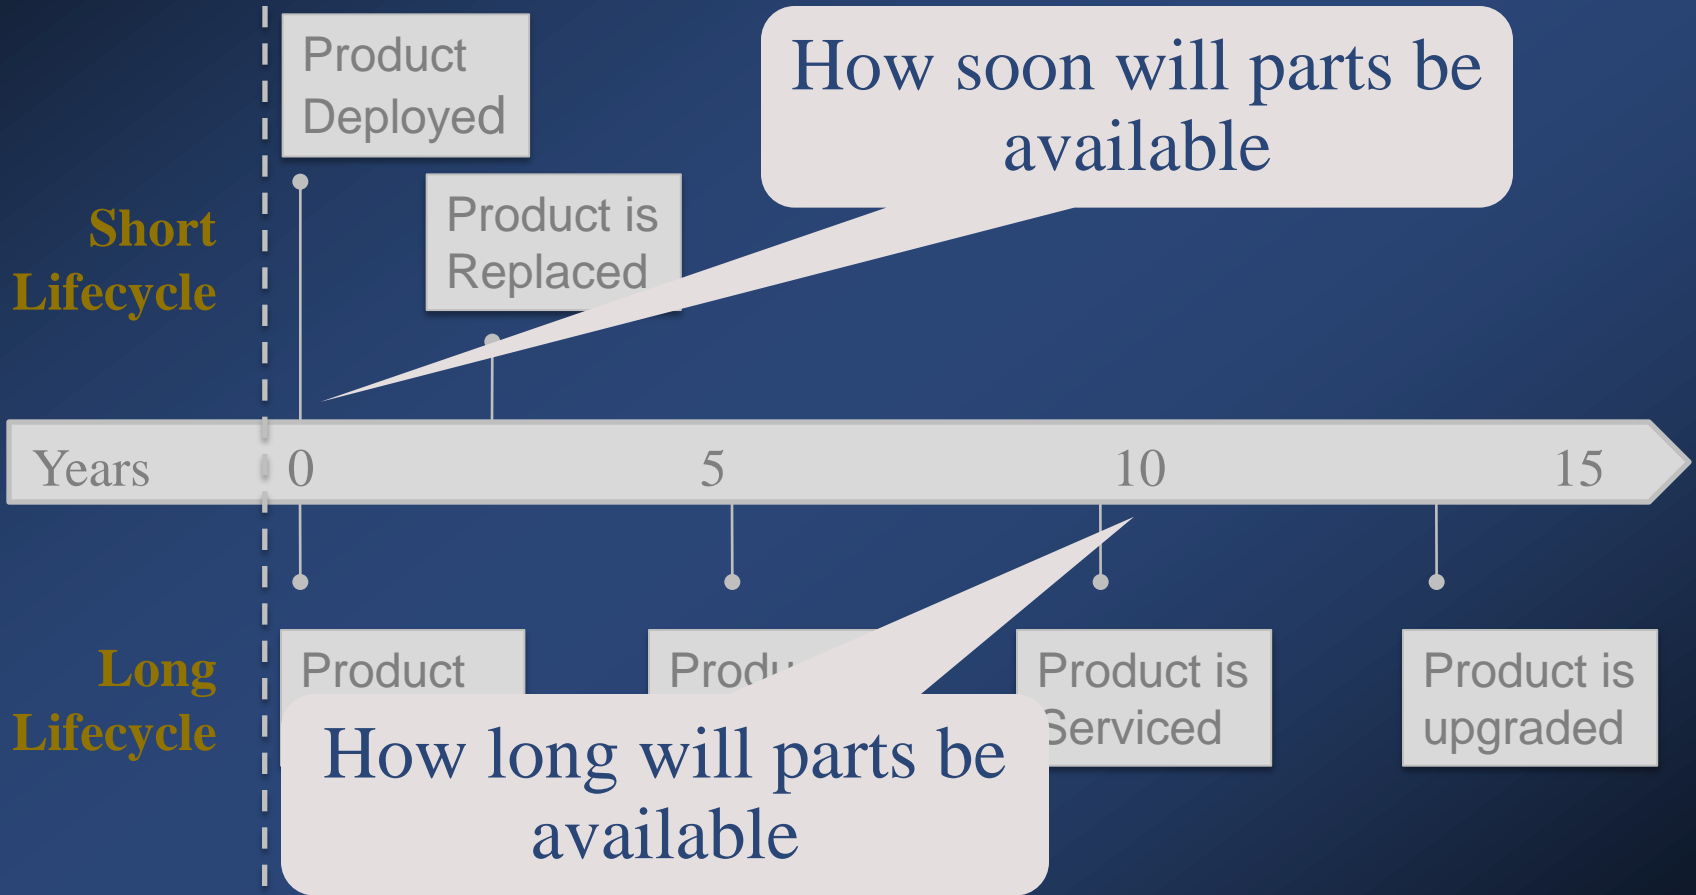 Product
Deployed
How soon will parts be
available
Short
Lifecycle
Product is
Replaced
Years 0 5 10 15
Long
Lifecycle
Product
Product is
Serviced
Product is
upgraded
How long will parts be
available